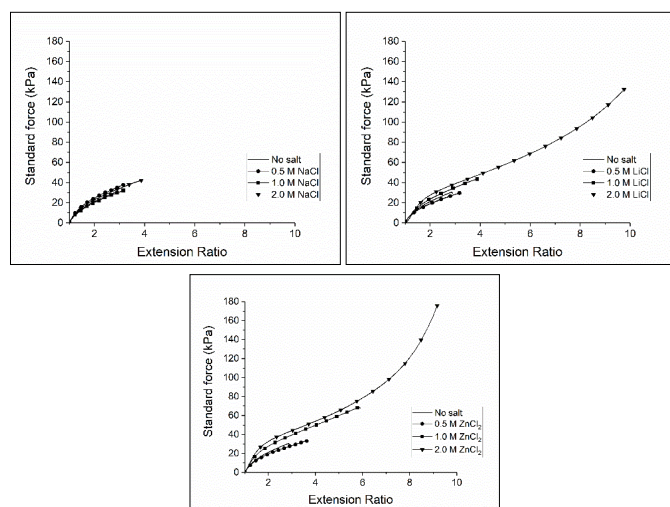 180
160
140
120
100
80
60
40
20
0
Standard force (kPa)
No salt
0.5 M NaCl
1.0 M NaCl
2.0 M NaCl
2 4 6 8 10
Extension Ratio
180
160
140
120
100
80
60
40
20
0
Standard force (kPa)
No salt
0.5 M LiCl
1.0 M LiCl
2.0 M LiCl
2 4 6 8 10
Extension Ratio
180
160
140
120
100
80
60
40
20
0
Standard force (kPa)
No salt
0.5 M ZnCl₂
1.0 M ZnCl₂
2.0 M ZnCl₂
2 4 6 8 10
Extension Ratio